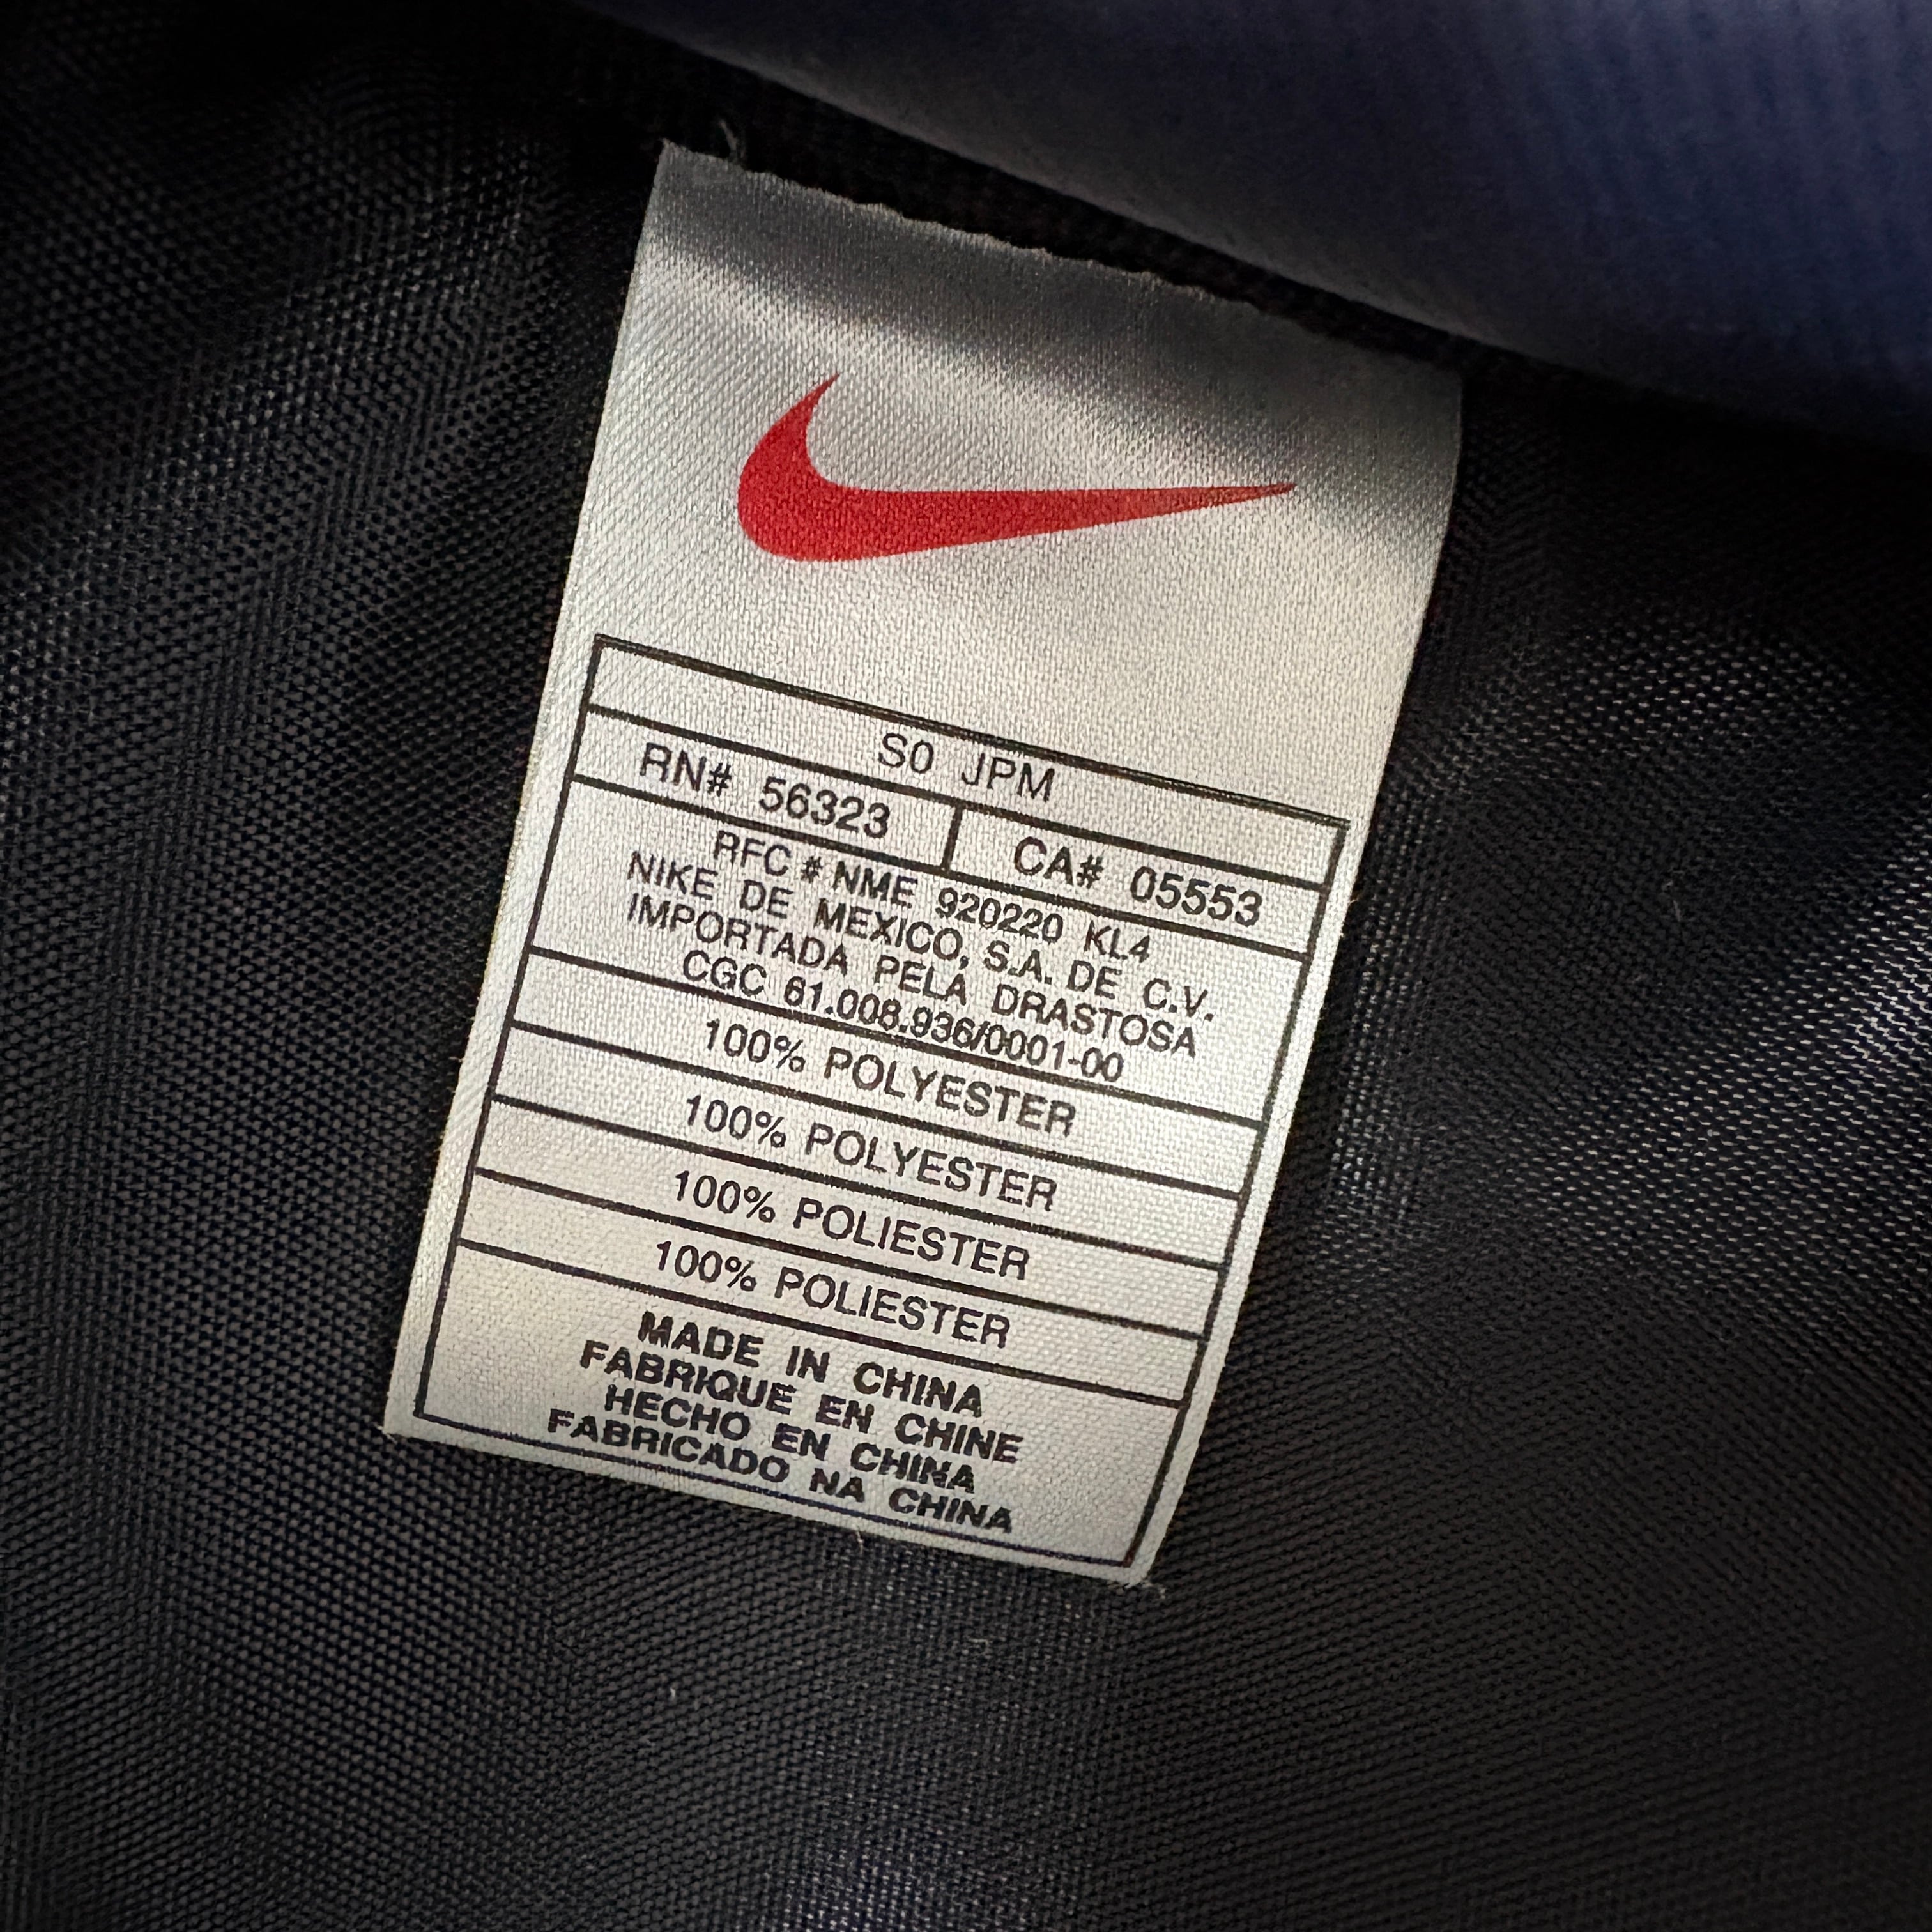 S0 JPM
RN# 56323
CA# 05553
RFC # NME 920220 KL4
NIKE DE MEXICO, S.A. DE C.V.
IMPORTADA PELA DRASTOSA
CGC 61.008.936/0001-00
100% POLYESTER
100% POLYESTER
100% POLIESTER
100% POLIESTER
MADE IN CHINA
FABRIQUE EN CHINE
HECHO EN CHINA
FABRICADO NA CHINA